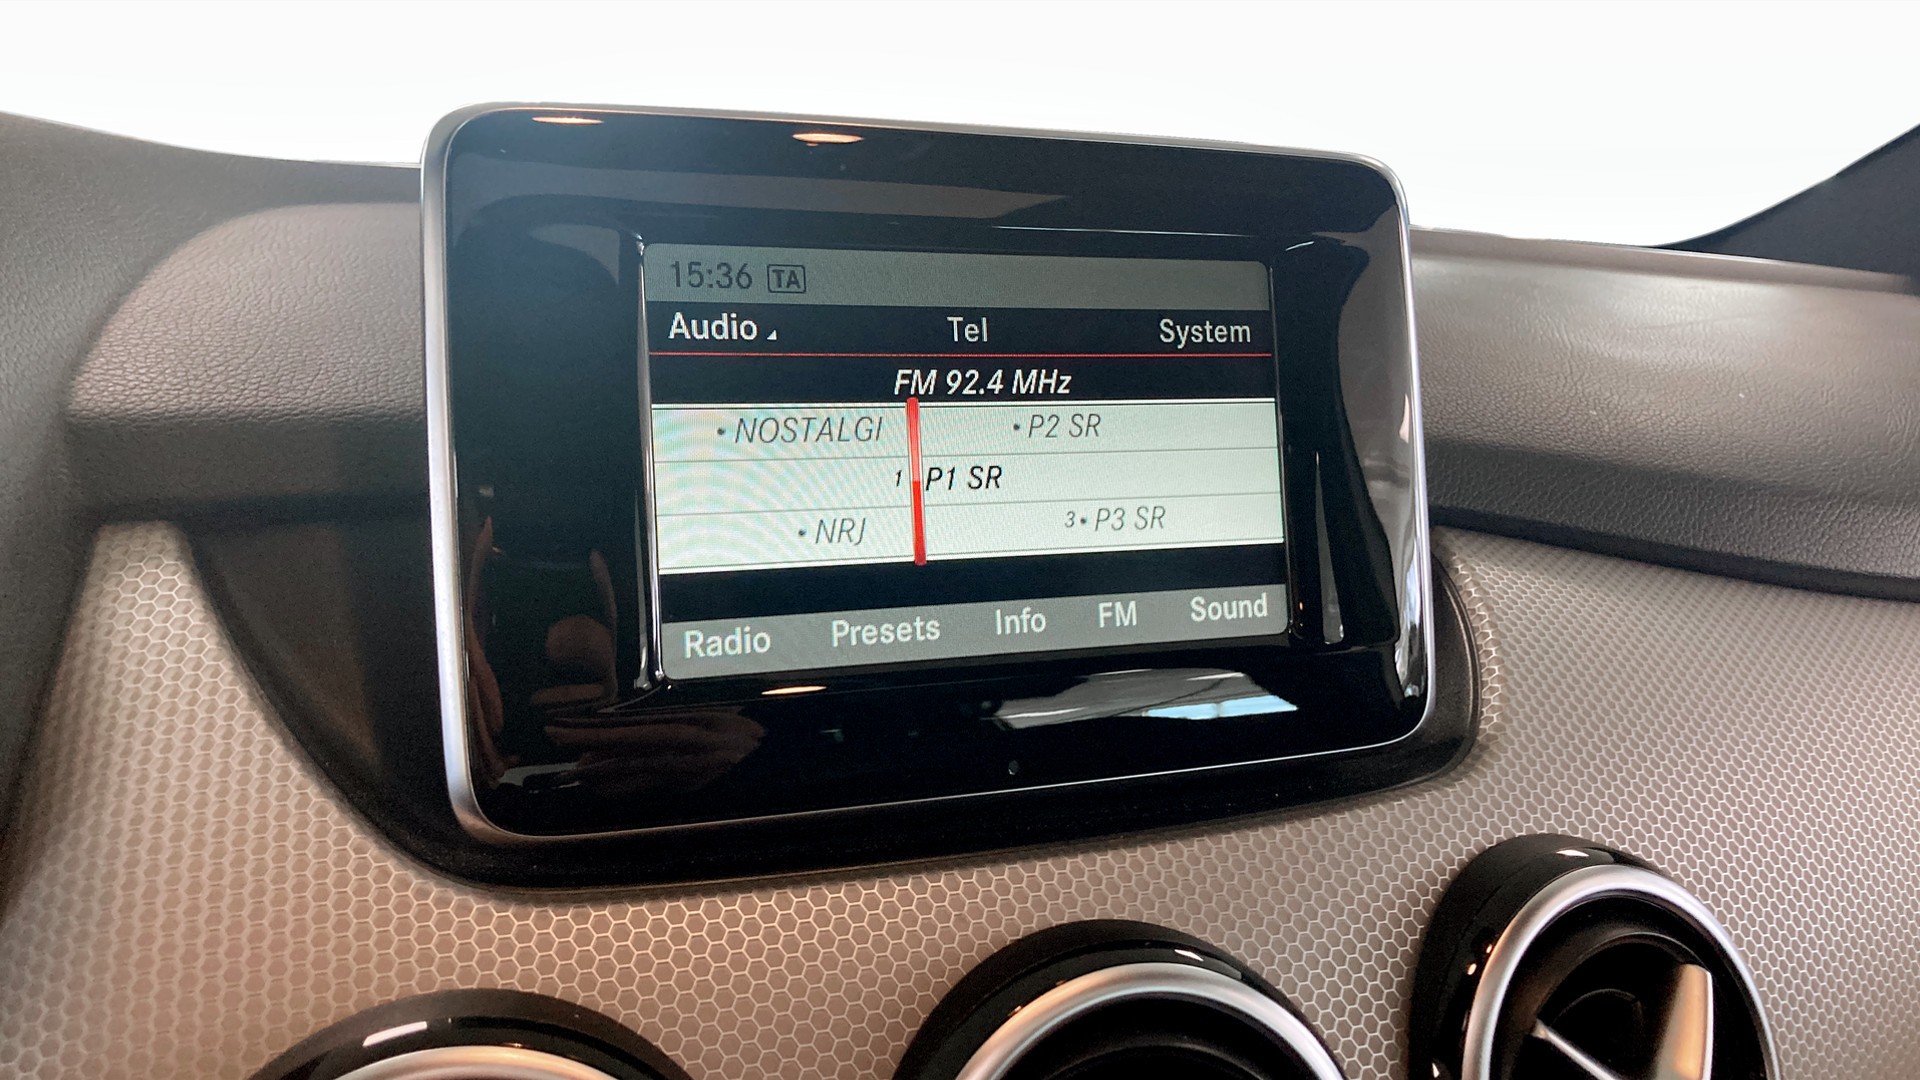 15:36 TA
Audio Tel System
FM 92.4 MHz
• NOSTALGI • P2 SR
1 P1 SR
• NRJ 3• P3 SR
Radio Presets Info FM Sound